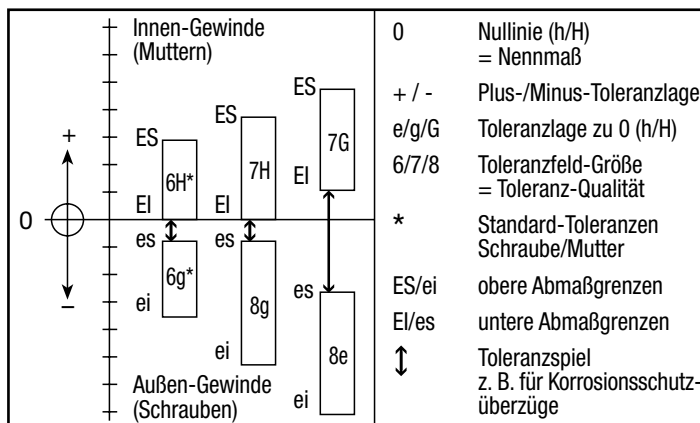 Innen-Gewinde
(Muttern)
ES
ES
ES
7G
7H
6H*
+
EI
EI
EI
0
es
es
es
6g*
8g
8e
–
ei
ei
ei
Außen-Gewinde
(Schrauben)
0 Nullinie (h/H)
= Nennmaß
+ / - Plus-/Minus-Toleranzlage
e/g/G Toleranzlage zu 0 (h/H)
6/7/8 Toleranzfeld-Größe
= Toleranz-Qualität
* Standard-Toleranzen
Schraube/Mutter
ES/ei obere Abmaßgrenzen
EI/es untere Abmaßgrenzen
↕ Toleranzspiel
z. B. für Korrosionsschutz-
überzüge